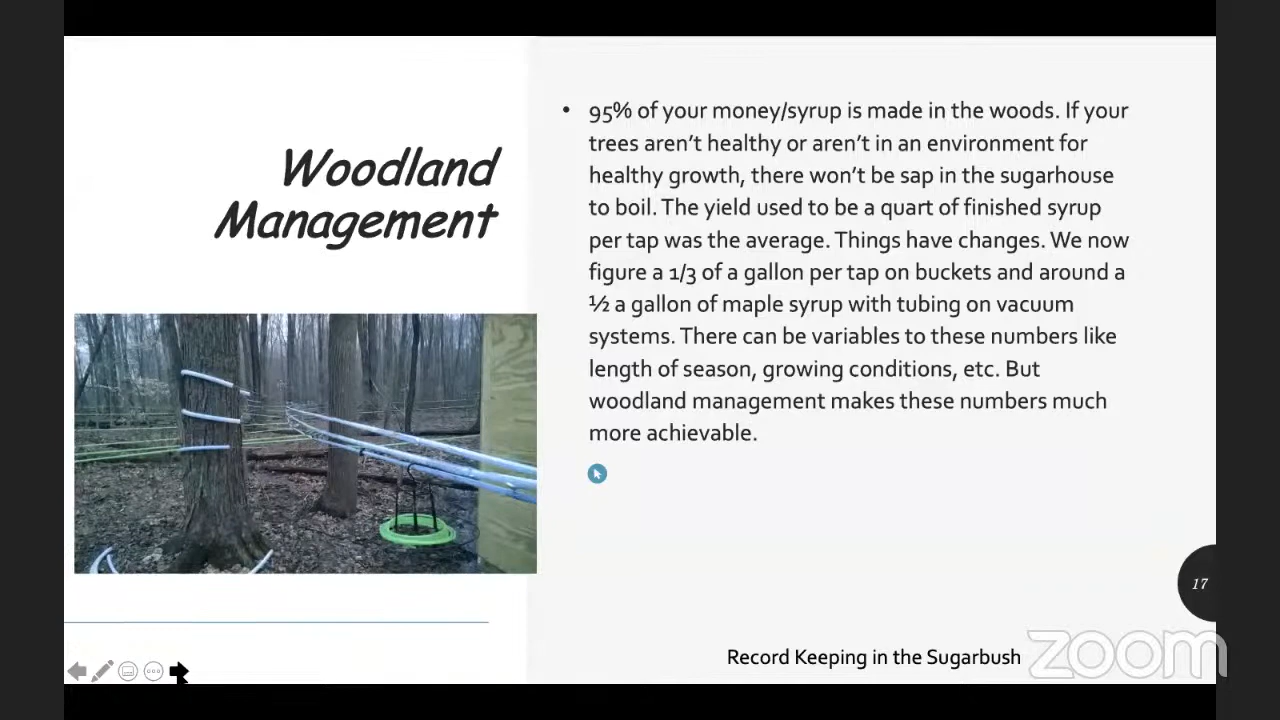 Woodland
Management
• 95% of your money/syrup is made in the woods. If your
trees aren't healthy or aren't in an environment for
healthy growth, there won't be sap in the sugarhouse
to boil. The yield used to be a quart of finished syrup
per tap was the average. Things have changes. We now
figure a 1/3 of a gallon per tap on buckets and around a
½ a gallon of maple syrup with tubing on vacuum
systems. There can be variables to these numbers like
length of season, growing conditions, etc. But
woodland management makes these numbers much
more achievable.
17
Record Keeping in the Sugarbush
zoom